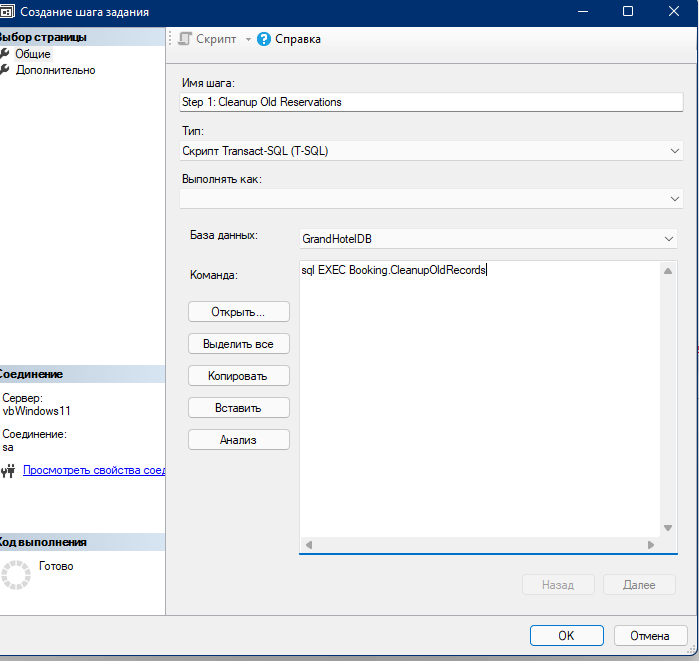 Создание шага задания
Выбор страницы
Общие
Дополнительно
Скрипт
Справка
Имя шага:
Step 1: Cleanup Old Reservations
Тип:
Скрипт Transact-SQL (T-SQL)
Выполнять как:
База данных:
GrandHotelDB
Команда:
sql EXEC Booking.CleanupOldRecords
Открыть...
Выделить все
Копировать
Вставить
Анализ
Соединение
Сервер:
vbWindows11
Соединение:
sa
Просмотреть свойства соед
Код выполнения
Готово
Назад
Далее
OK
Отмена